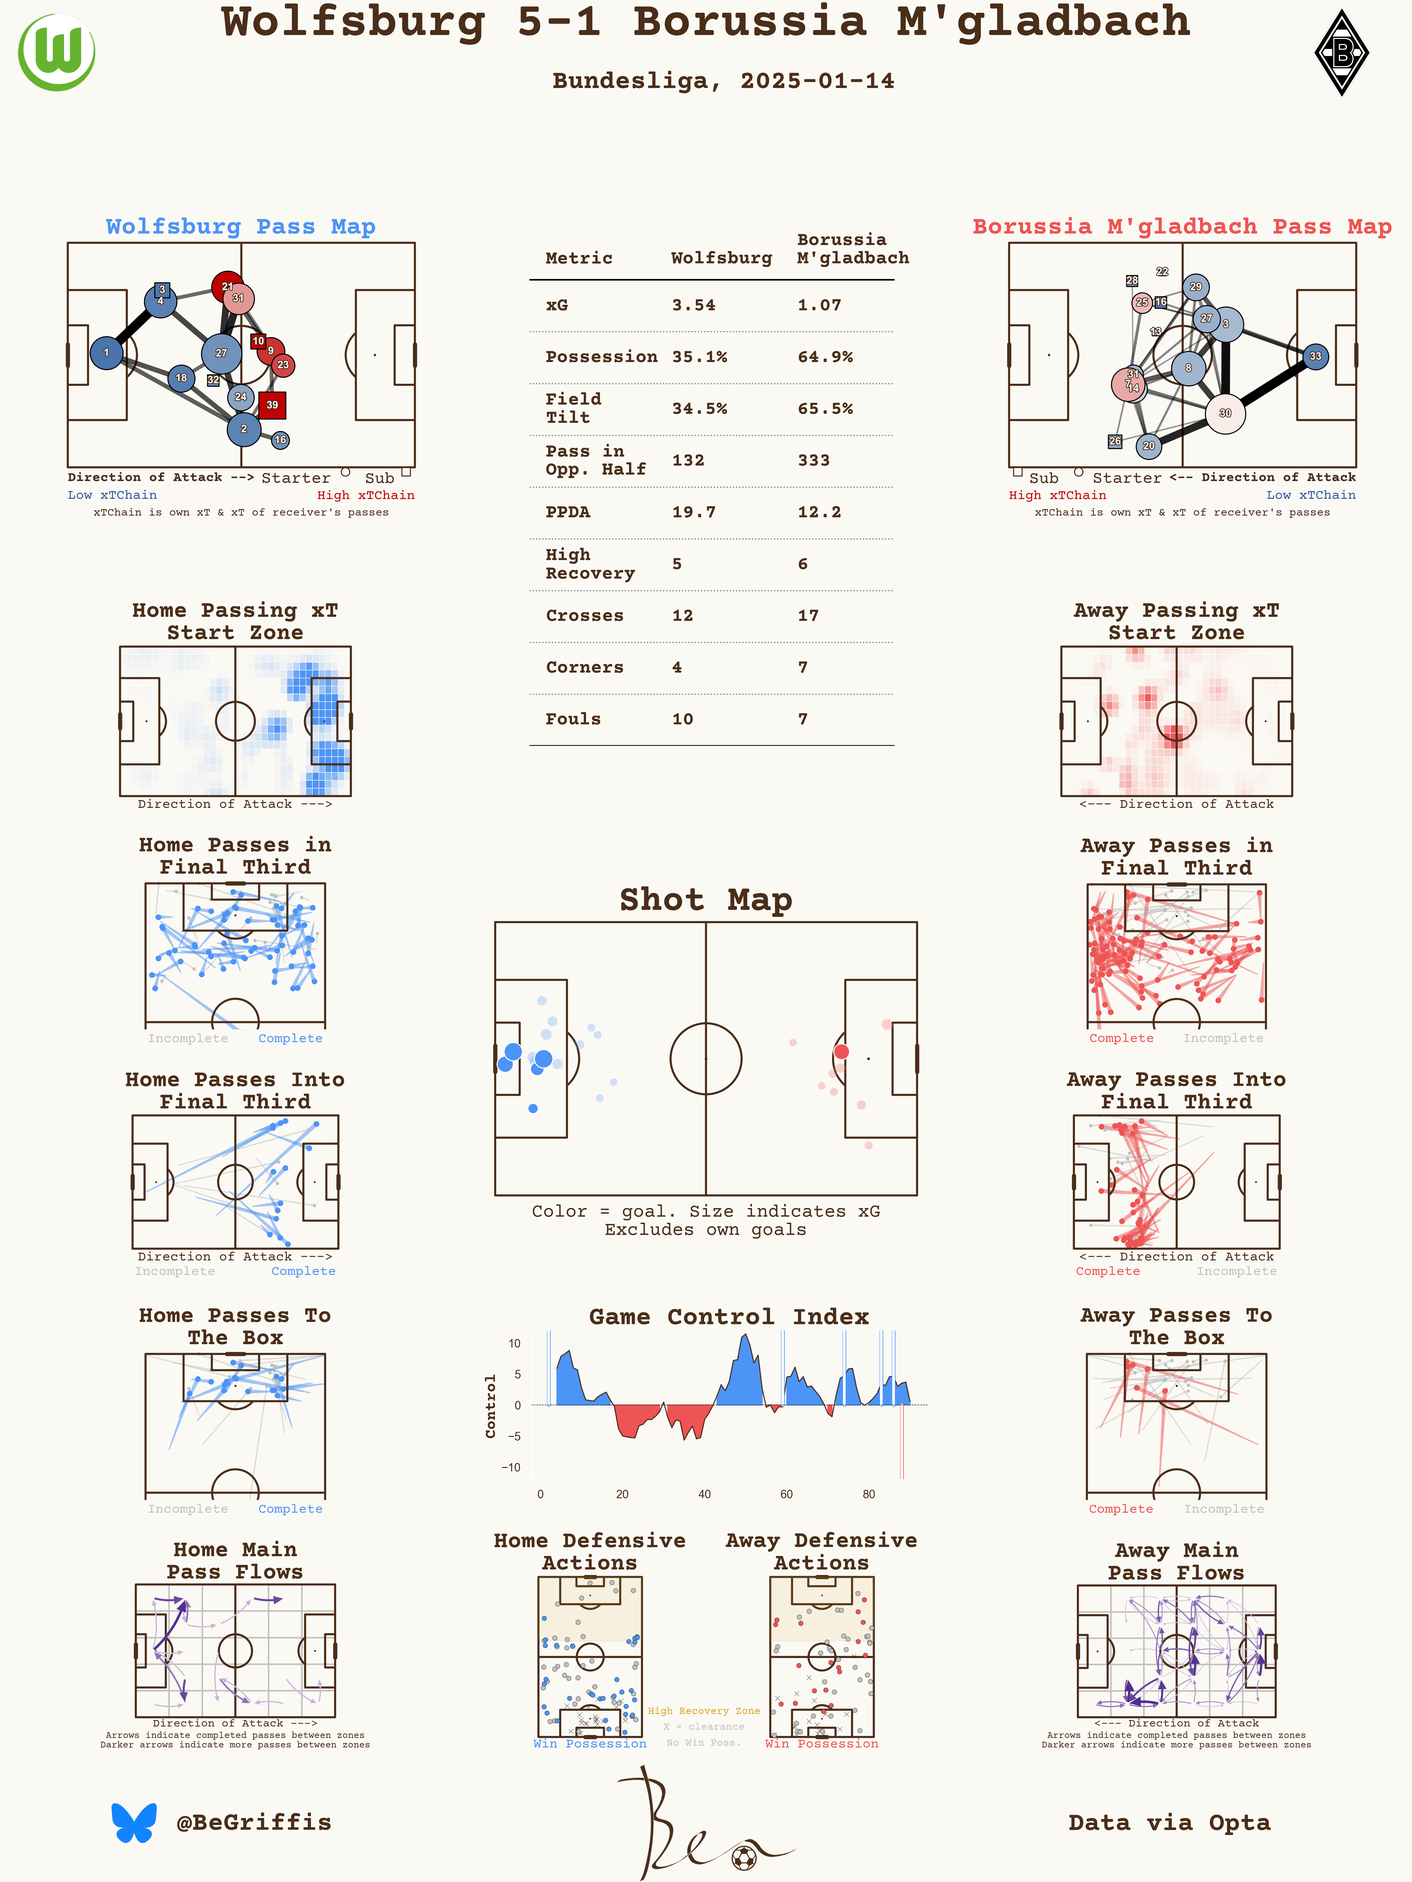 Wolfsburg 5-1 Borussia M'gladbach
Bundesliga, 2025-01-14
Wolfsburg Pass Map
3
4
21
31
1
27
10
9
23
18
32
24
39
2
16
Direction of Attack --> Starter Sub
Low xTChain High xTChain
xTChain is own xT & xT of receiver's passes
Metric Wolfsburg Borussia M'gladbach
xG 3.54 1.07
Possession 35.1% 64.9%
Field Tilt 34.5% 65.5%
Pass in Opp. Half 132 333
PPDA 19.7 12.2
High Recovery 5 6
Crosses 12 17
Corners 4 7
Fouls 10 7
Borussia M'gladbach Pass Map
22
28
29
25
16
27
3
13
33
8
31
7
14
30
26
20
Sub Starter <-- Direction of Attack
High xTChain Low xTChain
xTChain is own xT & xT of receiver's passes
Home Passing xT
Start Zone
Direction of Attack --->
Away Passing xT
Start Zone
<--- Direction of Attack
Home Passes in
Final Third
Incomplete Complete
Away Passes in
Final Third
Complete Incomplete
Shot Map
Color = goal. Size indicates xG
Excludes own goals
Home Passes Into
Final Third
Direction of Attack --->
Incomplete Complete
Away Passes Into
Final Third
<--- Direction of Attack
Complete Incomplete
Home Passes To
The Box
Incomplete Complete
Game Control Index
Control
10
5
0
−5
−10
0 20 40 60 80
Away Passes To
The Box
Complete Incomplete
Home Main
Pass Flows
Direction of Attack --->
Arrows indicate completed passes between zones
Darker arrows indicate more passes between zones
Home Defensive
Actions
Win Possession
High Recovery Zone
X = clearance
No Win Poss.
Away Defensive
Actions
Win Possession
Away Main
Pass Flows
<--- Direction of Attack
Arrows indicate completed passes between zones
Darker arrows indicate more passes between zones
@BeGriffis
Ben
Data via Opta